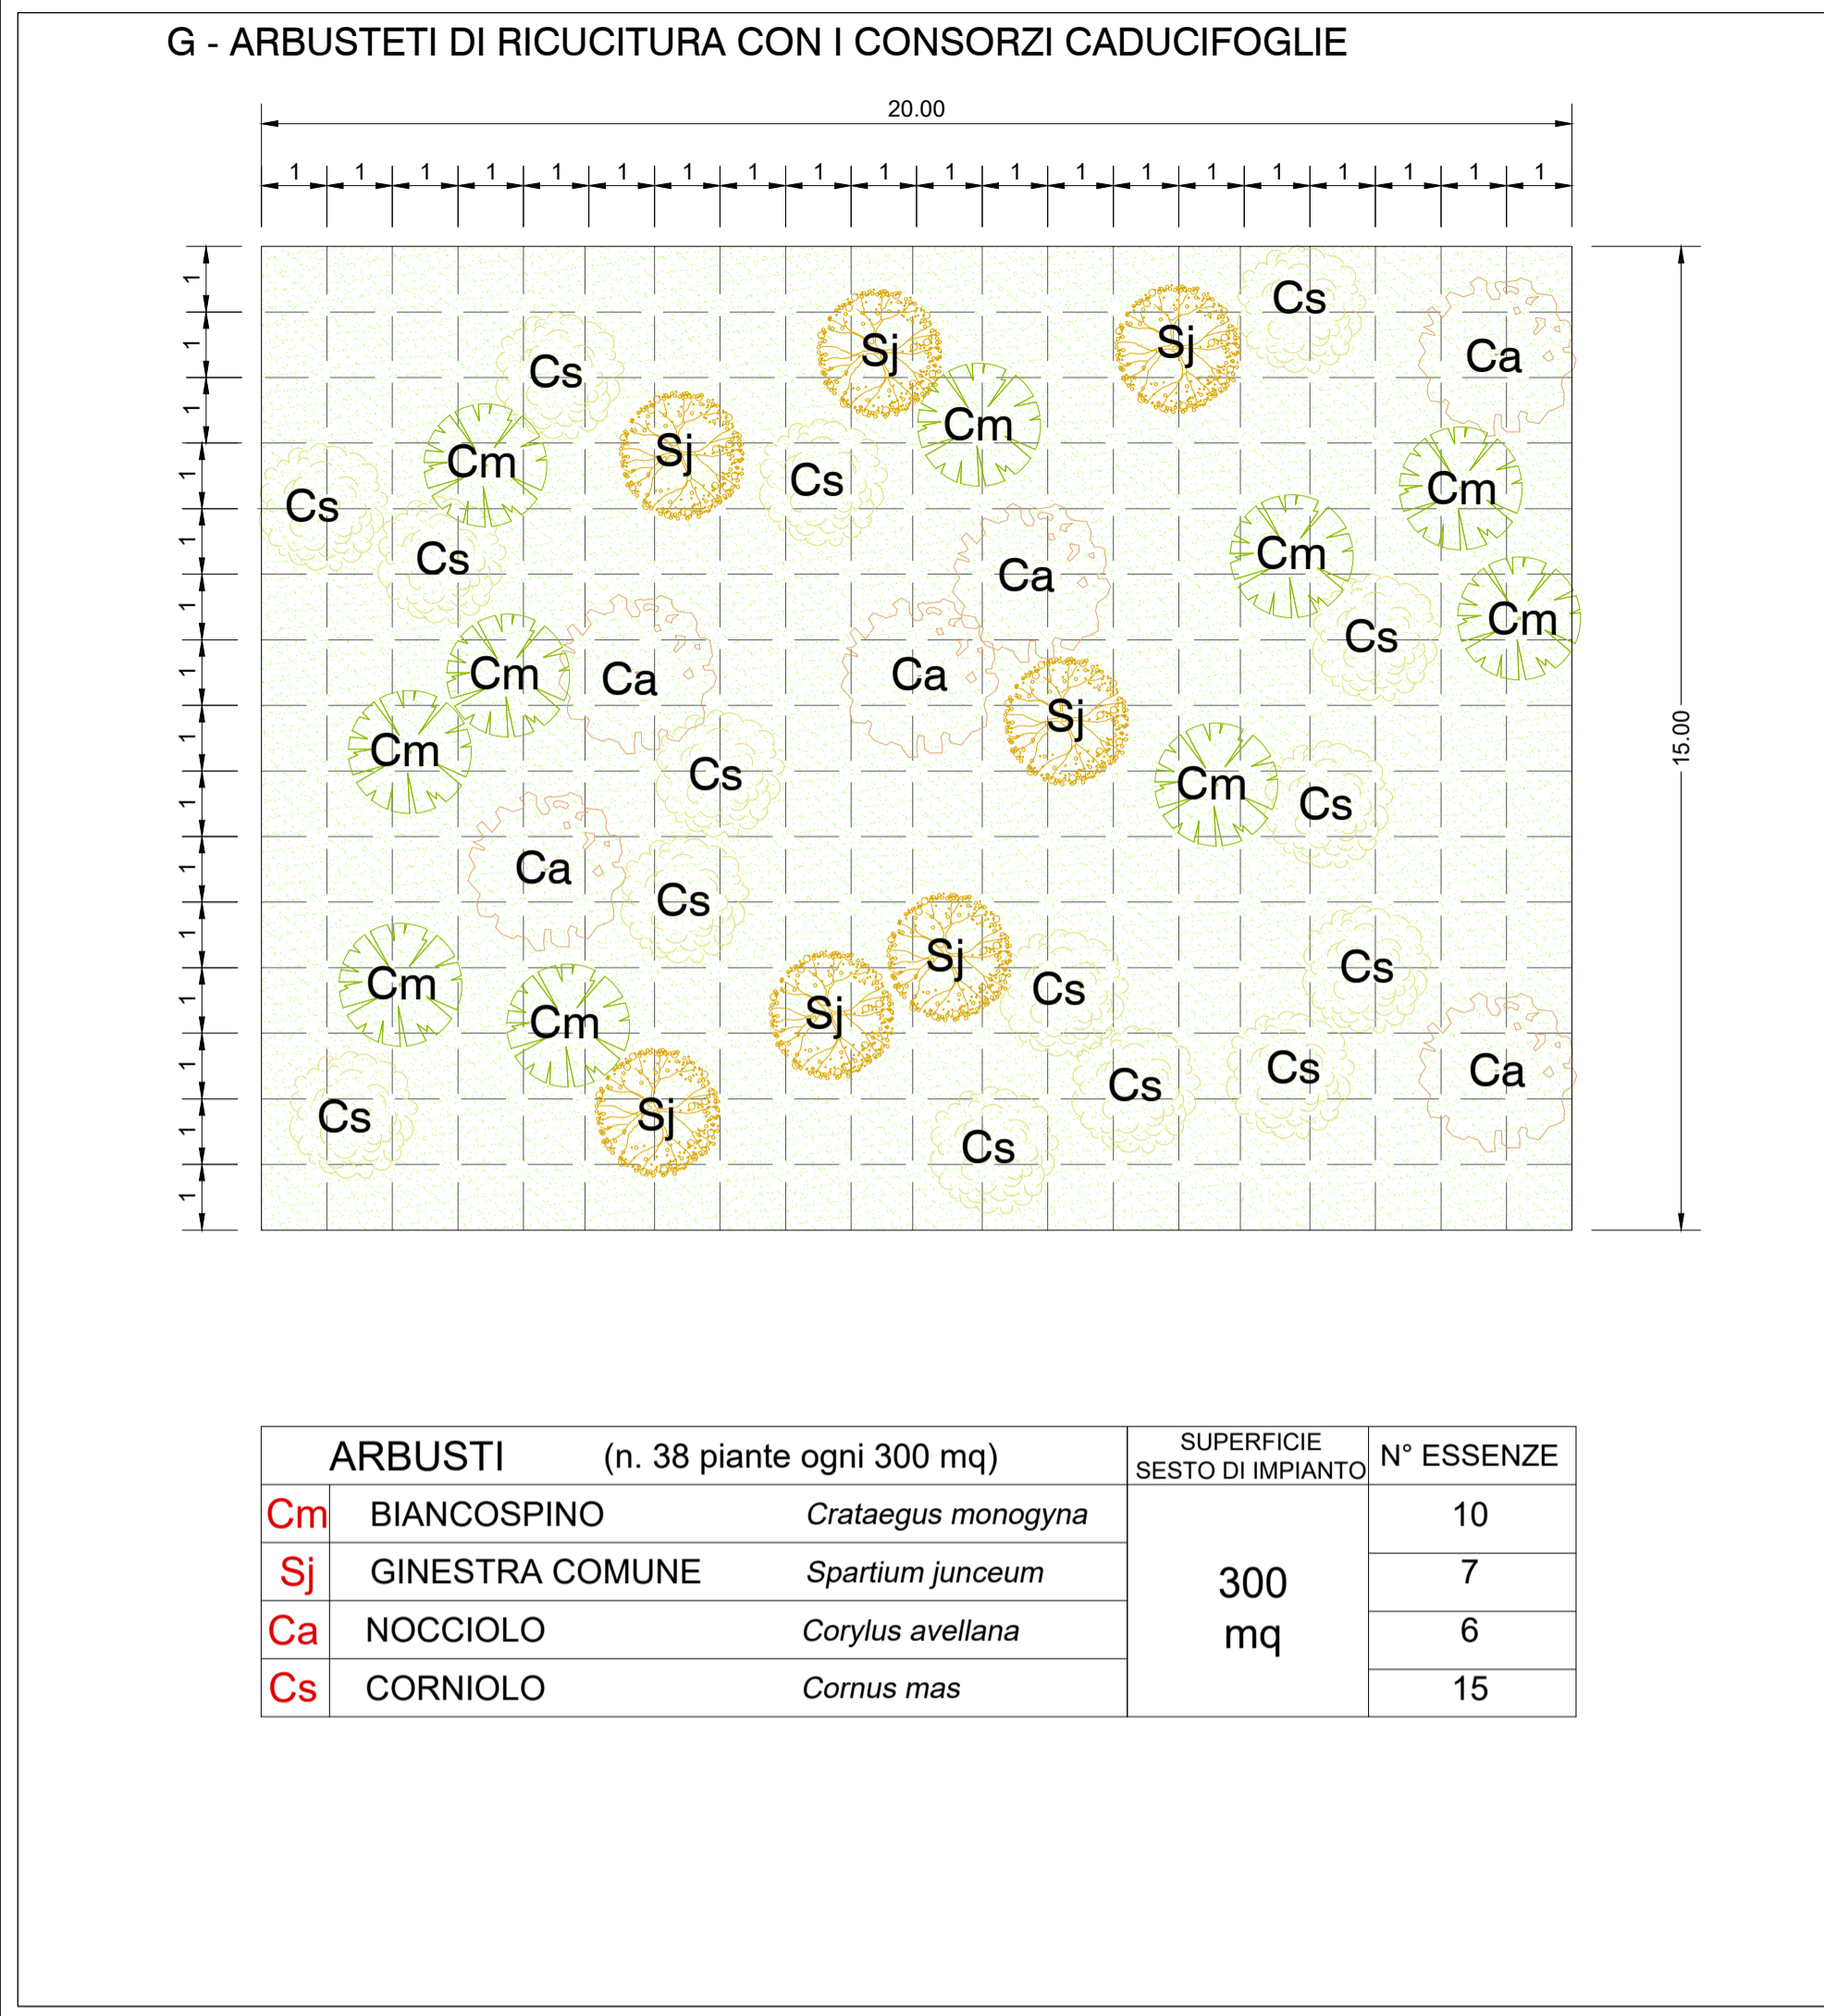 G - ARBUSTETI DI RICUCITURA CON I CONSORZI CADUCIFOGLIE
20.00
1 1 1 1 1 1 1 1 1 1 1 1 1 1 1 1 1 1 1 1
1
Cs
1
Sj Sj Ca
Cs
1
Cm
Cm Sj Cs Cm
1
Cs
1
Cs Cm
Ca
1
Cm Cs
1
Cm Ca Ca
Sj
15.00
1
Cm Cs Cm
1
Cs
1
Ca Cs
1
Sj Cs
Cm Cs
1
Cm Sj
1
Cs Cs Ca
1
Cs Sj
Cs
1
ARBUSTI (n. 38 piante ogni 300 mq) SUPERFICIE SESTO DI IMPIANTO N° ESSENZE
Cm BIANCOSPINO Crataegus monogyna 10
Sj GINESTRA COMUNE Spartium junceum 7
300
mq
Ca NOCCIOLO Corylus avellana 6
Cs CORNIOLO Cornus mas 15